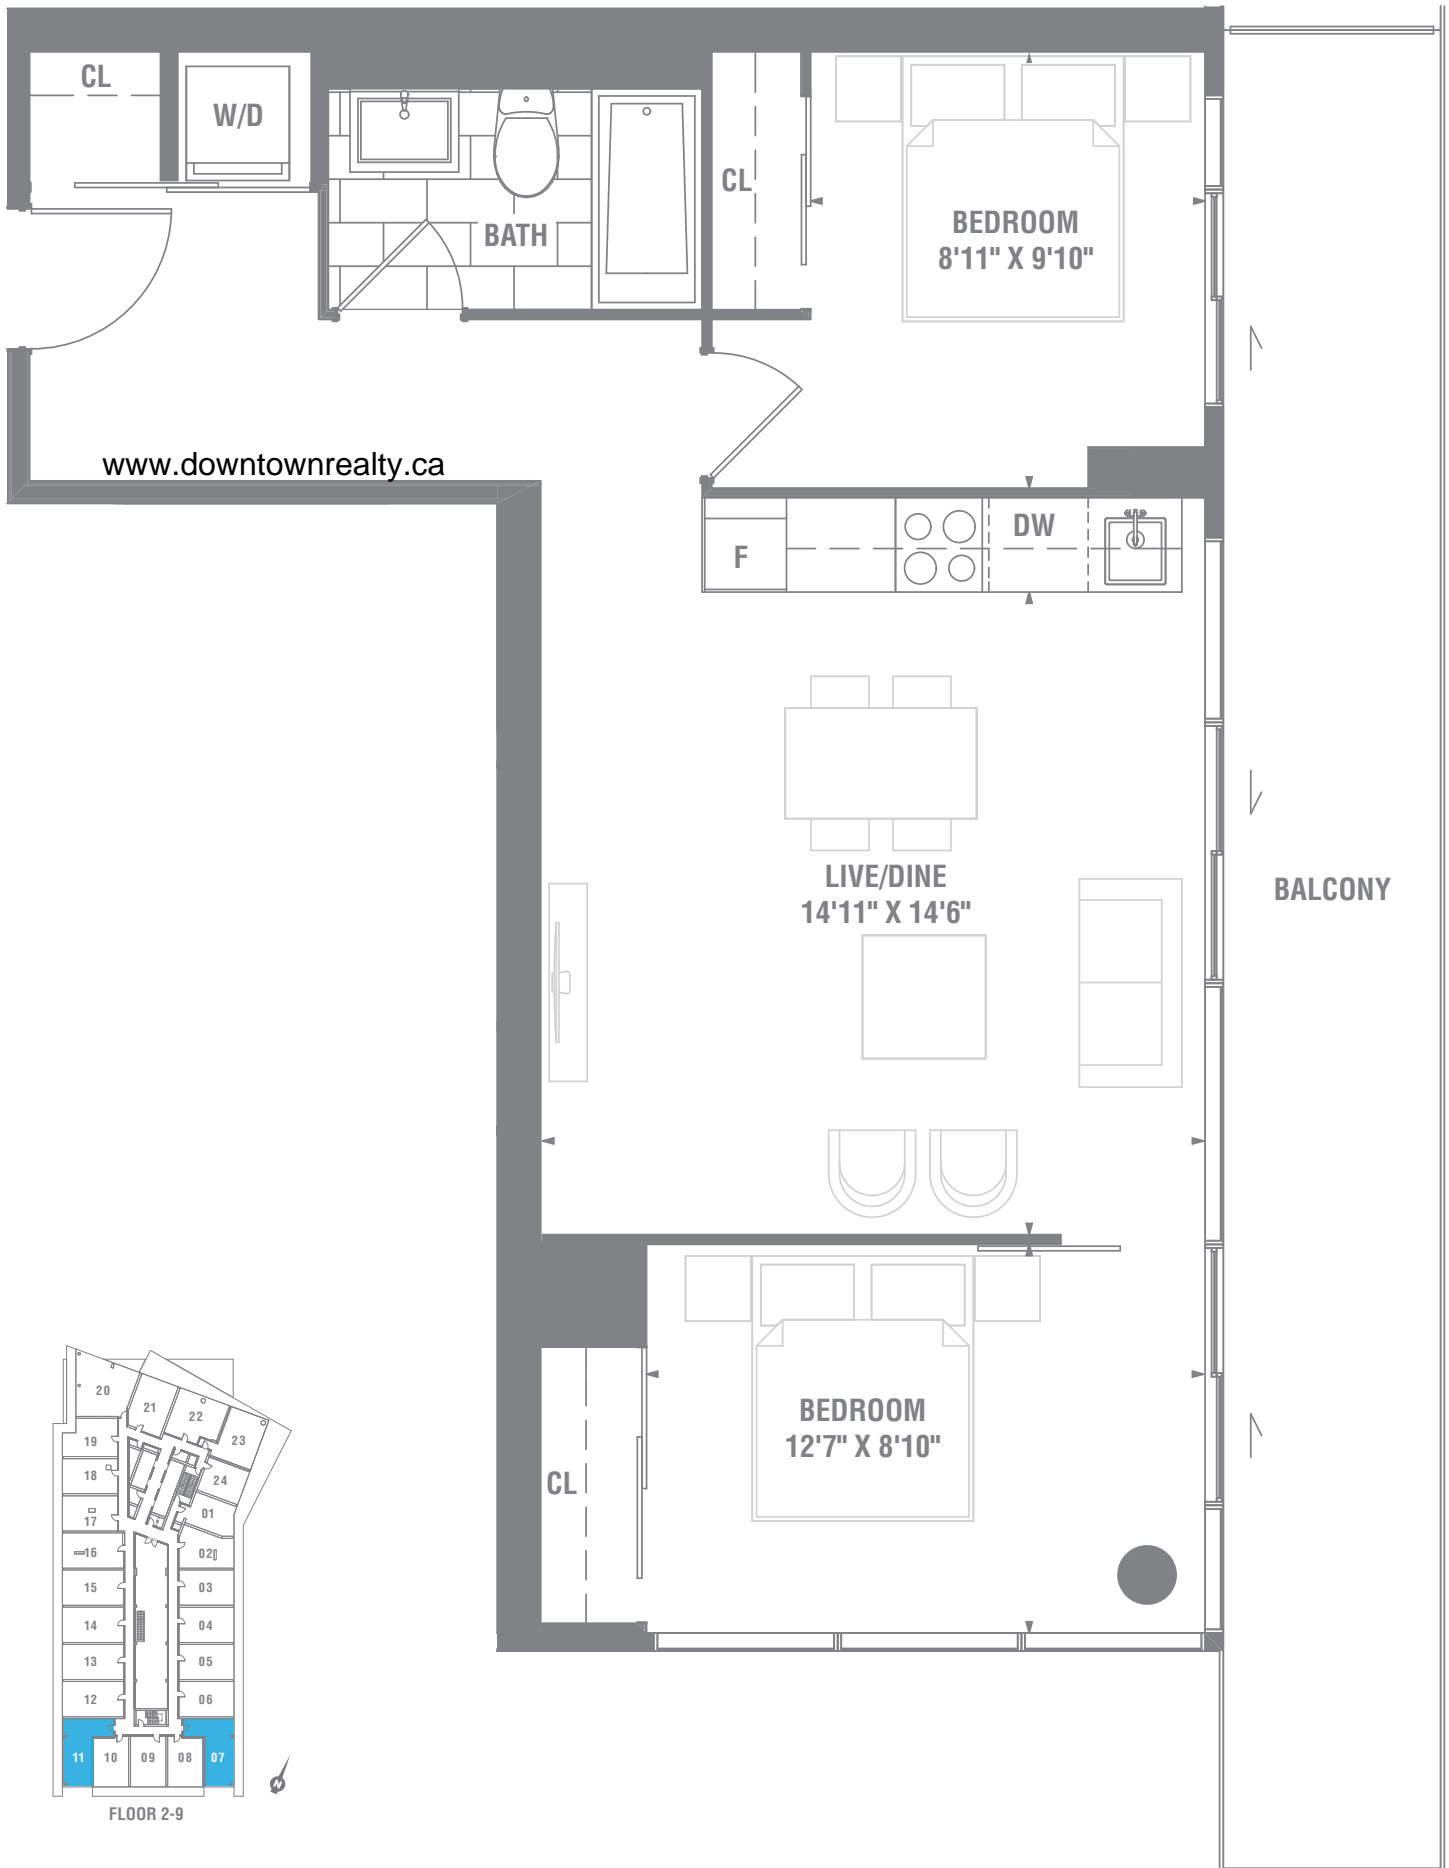 CL
W/D
BATH
CL
BEDROOM
8'11" X 9'10"
www.downtownrealty.ca
F
DW
LIVE/DINE
14'11" X 14'6"
BALCONY
BEDROOM
12'7" X 8'10"
CL
20
21
22
23
19
18
24
17
01
16
02
15
03
14
04
13
05
12
06
11
10
09
08
07
N
FLOOR 2-9